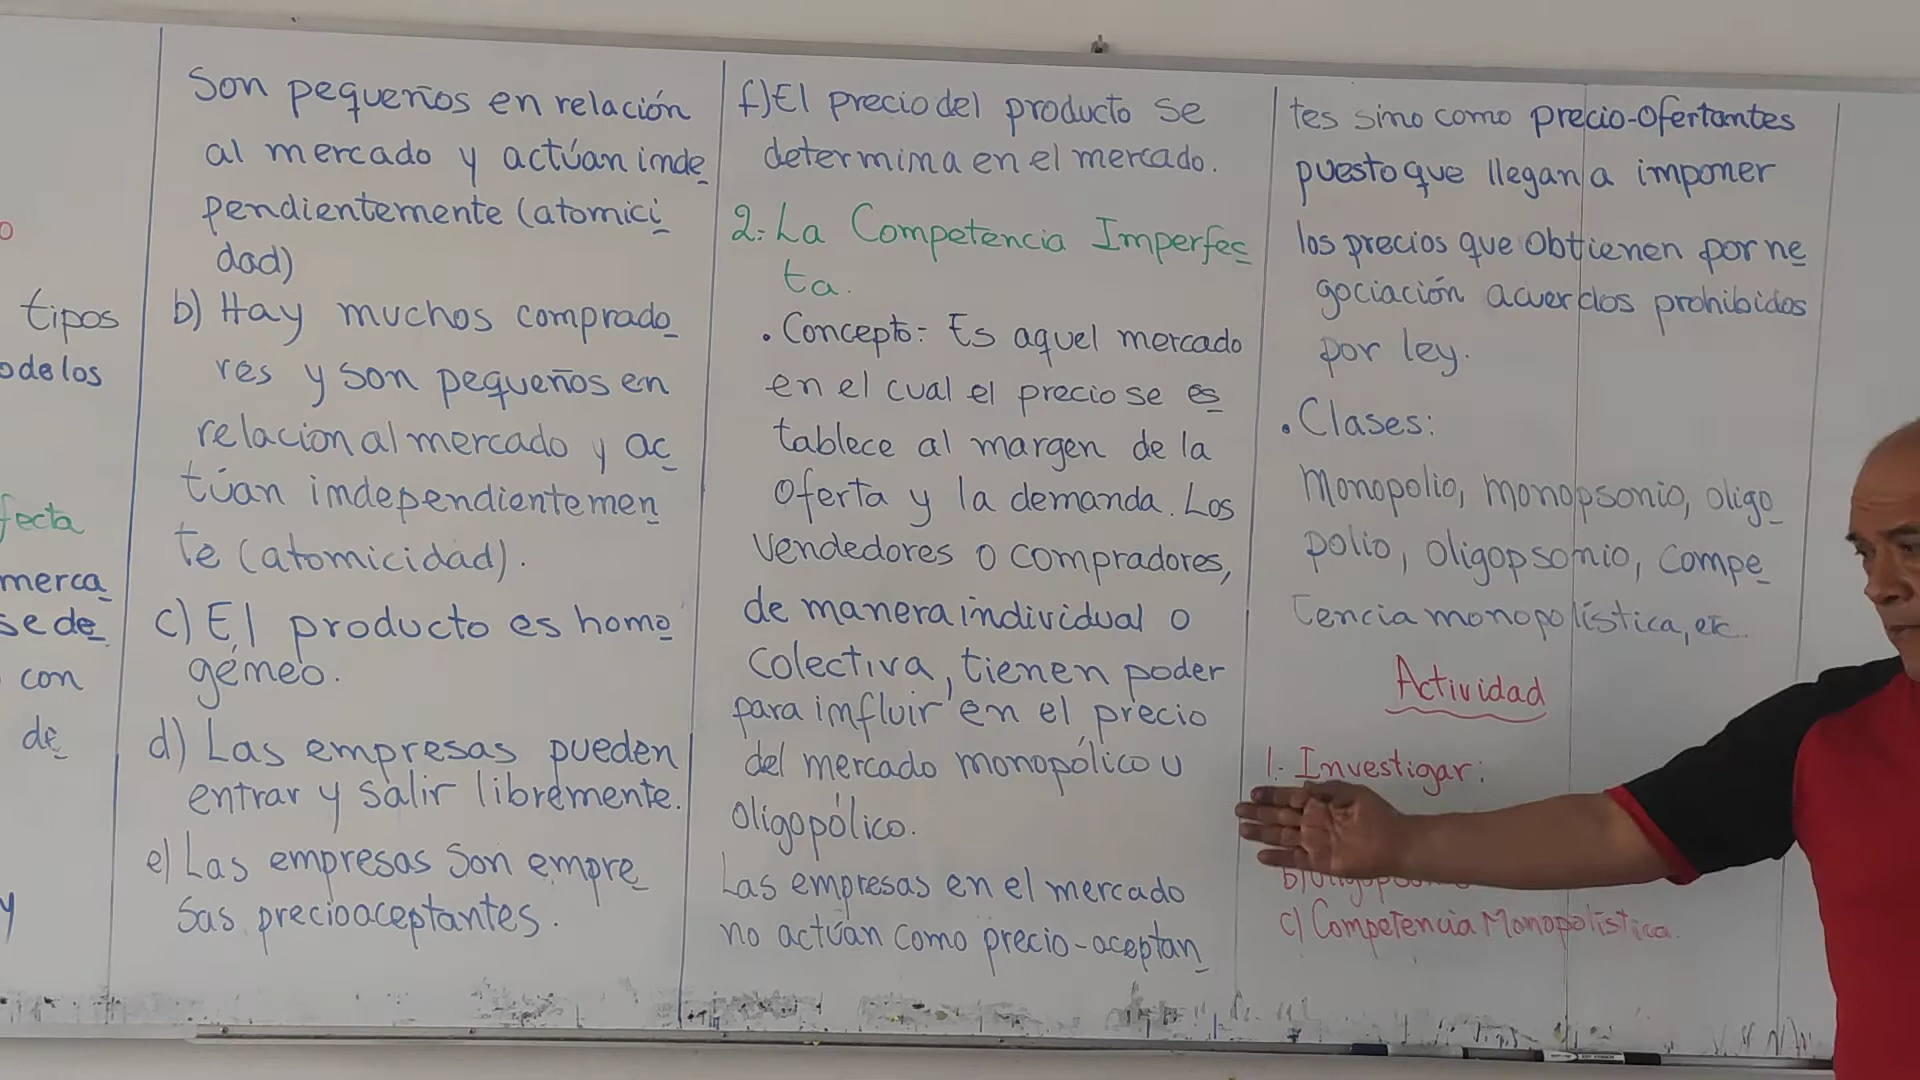 o
tipos
odelos
fecta
merca
se de
con
de
y
Son pequeños en relación
al mercado y actúan inde
pendientemente (atomici
dad)
b) Hay muchos comprado
res y son pequeños en
relacion al mercado y ac
túan independientemen
te (atomicidad).
c) El producto es homo
géneo.
d) Las empresas pueden
entrar y salir libremente.
e) Las empresas Son empre
sas precioaceptantes.
f) El precio del producto se
determina en el mercado.
2.- La Competencia Imperfec
ta.
. Concepto: Es aquel mercado
en el cual el precio se es
tablece al margen de la
oferta y la demanda. Los
vendedores o compradores,
de manera individual o
colectiva, tienen poder
para influir en el precio
del mercado monopólico u
oligopólico.
Las empresas en el mercado
no actúan como precio-aceptan
tes sino como precio-ofertantes
puesto que llegan a imponer
los precios que obtienen por ne
gociación acuerdos prohibidos
por ley.
. Clases:
Monopolio, monopsonio, oligo
polio, oligopsonio, compe
tencia monopolística, etc.
Actividad
1.- Investigar:
b) Oligopsonio
c) Competencia Monopolística.